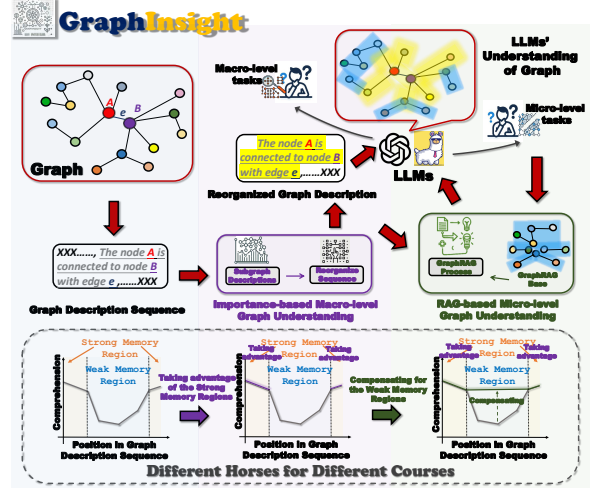 GraphInsight
LLMs'
Understanding
of Graph
Macro-level
tasks
Micro-level
tasks
A
e
B
Graph
The node A is
connected to node B
with edge e,......XXX
LLMs
Reorganized Graph Description
XXX......, The node A is
connected to node B
with edge e ,......XXX
Graph Description Sequence
Subgraph
Descriptions
Reorganize
Sequence
Importance-based Macro-level
Graph Understanding
GraphRAG
Process
GraphRAG
Base
RAG-based Micro-level
Graph Understanding
Strong Memory
Region
Weak Memory
Region
Comprehension
Position in Graph
Description Sequence
Taking advantage
of the Strong
Memory Regions
Strong Memory
Region
Taking
advantage
Taking
advantage
Weak Memory
Region
Comprehension
Position in Graph
Description Sequence
Compensating for
the Weak Memory
Regions
Strong Memory
Region
Taking
advantage
Taking
advantage
Weak Memory
Region
Compensating
Comprehension
Position in Graph
Description Sequence
Different Horses for Different Courses